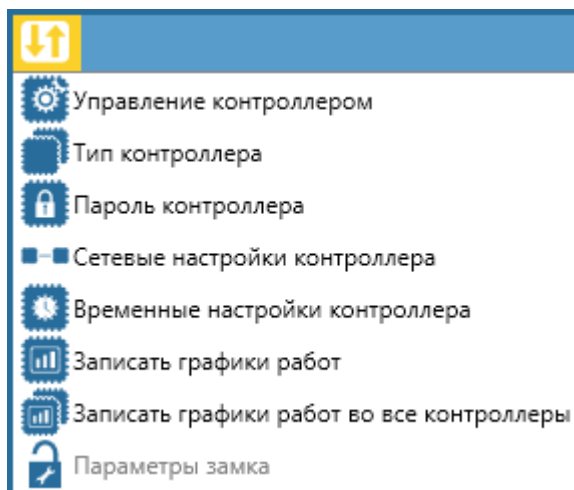 Управление контроллером
Тип контроллера
Пароль контроллера
Сетевые настройки контроллера
Временные настройки контроллера
Записать графики работ
Записать графики работ во все контроллеры
Параметры замка